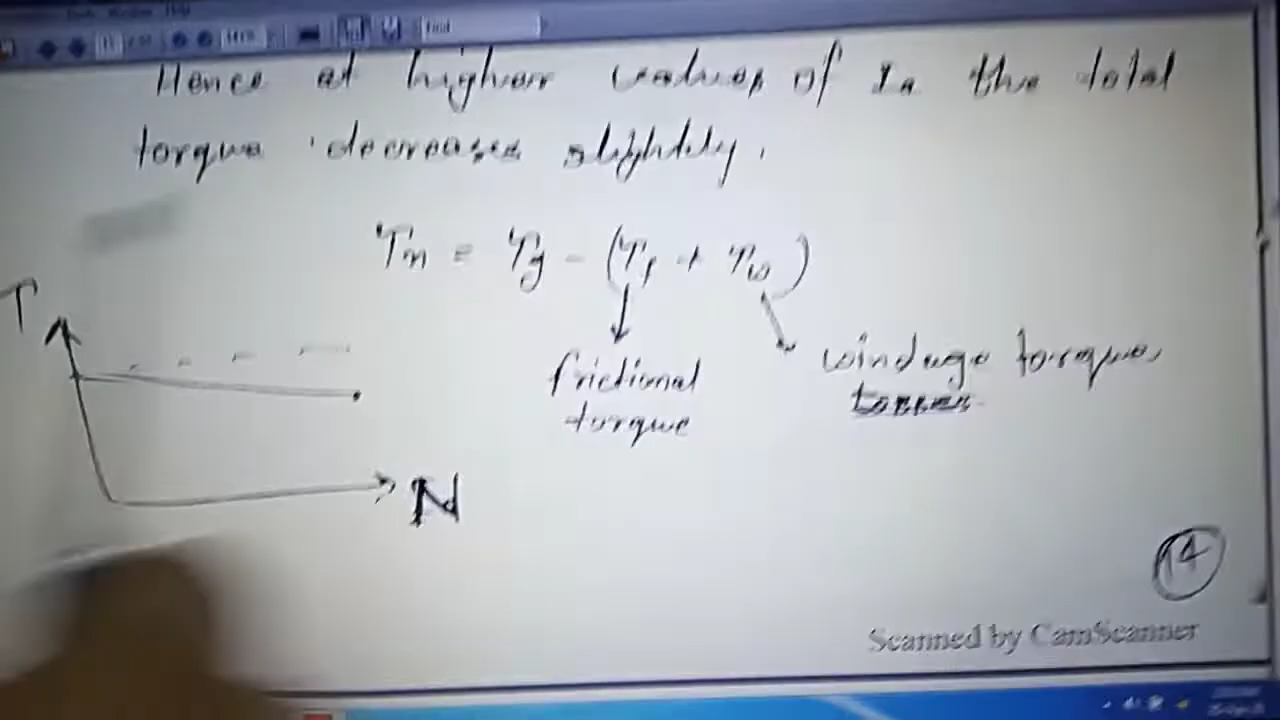 Hence at higher values of Ia the total
torque decreases slightly.
Tn = Tg - (Tf + Tw)
frictional
torque
windage torque
T
N
14
Scanned by CamScanner